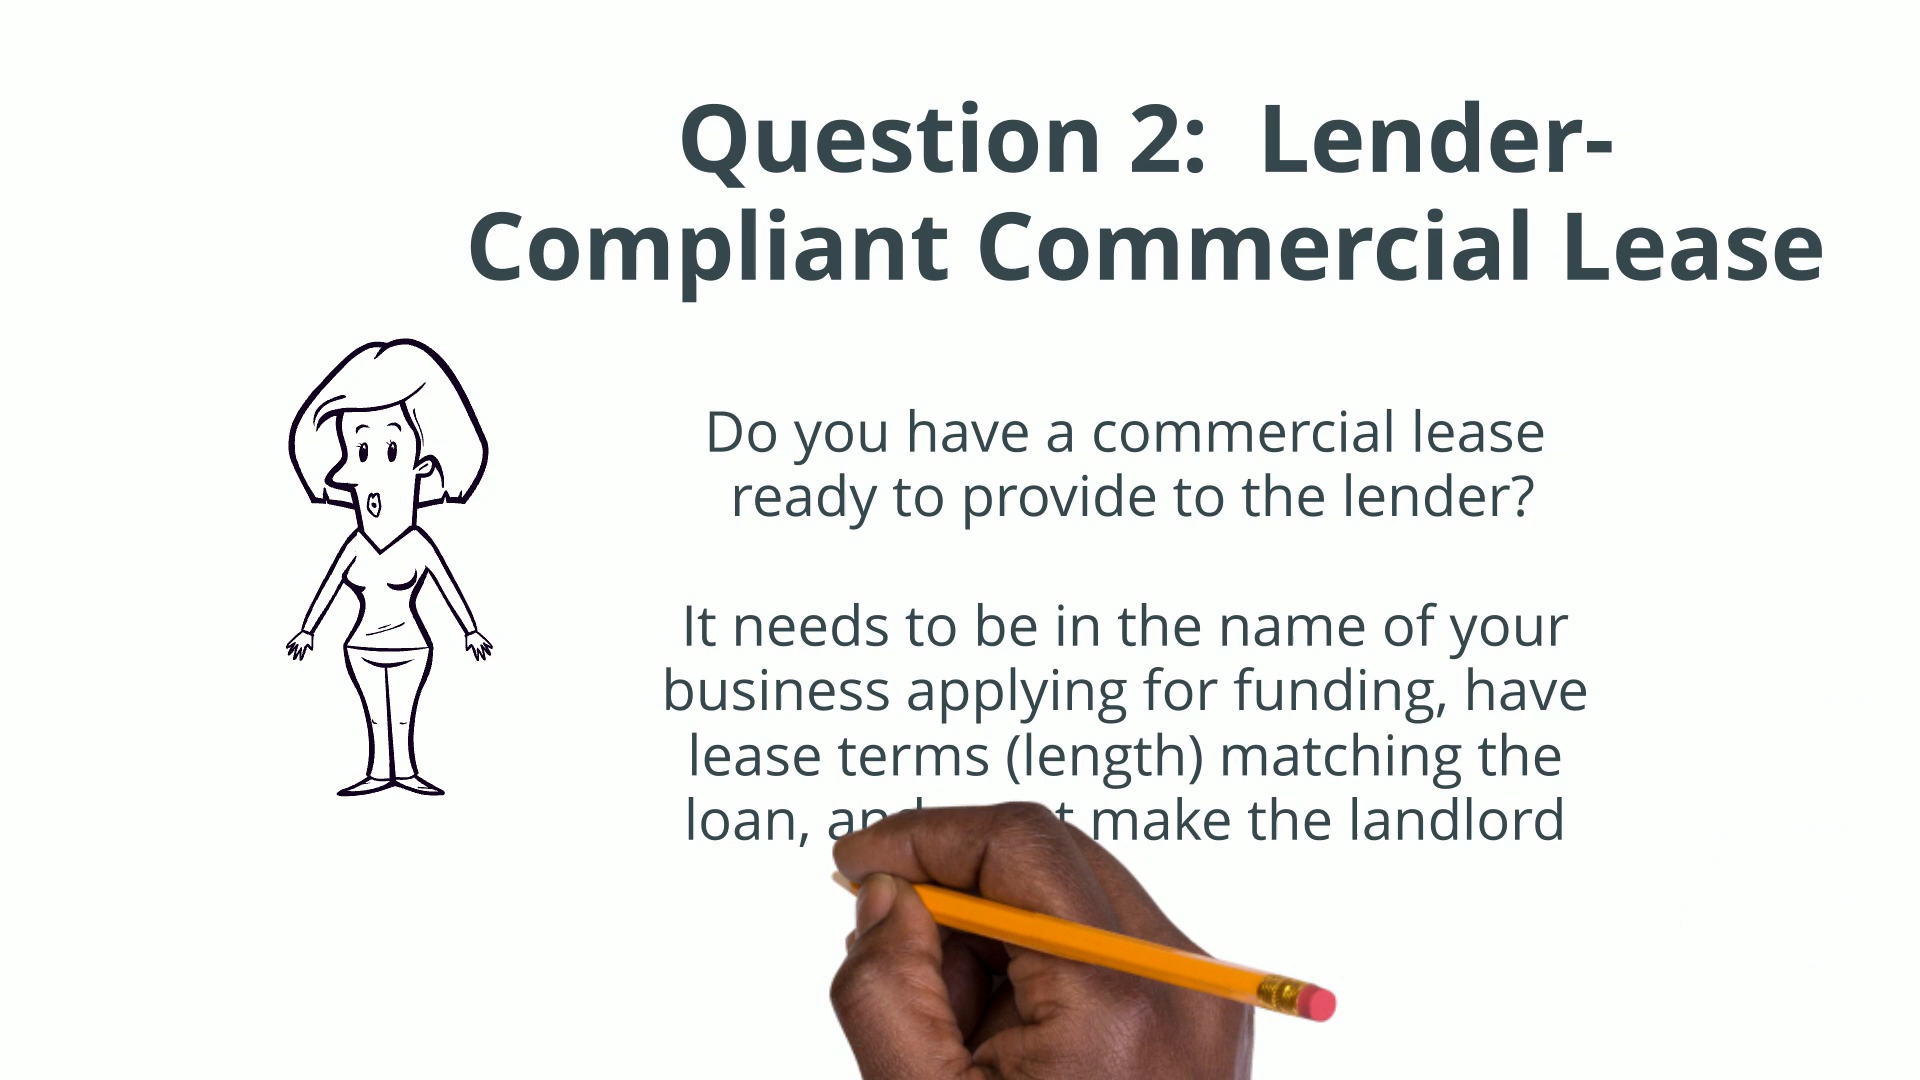 Question 2: Lender-
Compliant Commercial Lease
Do you have a commercial lease
ready to provide to the lender?
It needs to be in the name of your
business applying for funding, have
lease terms (length) matching the
loan, make the landlord